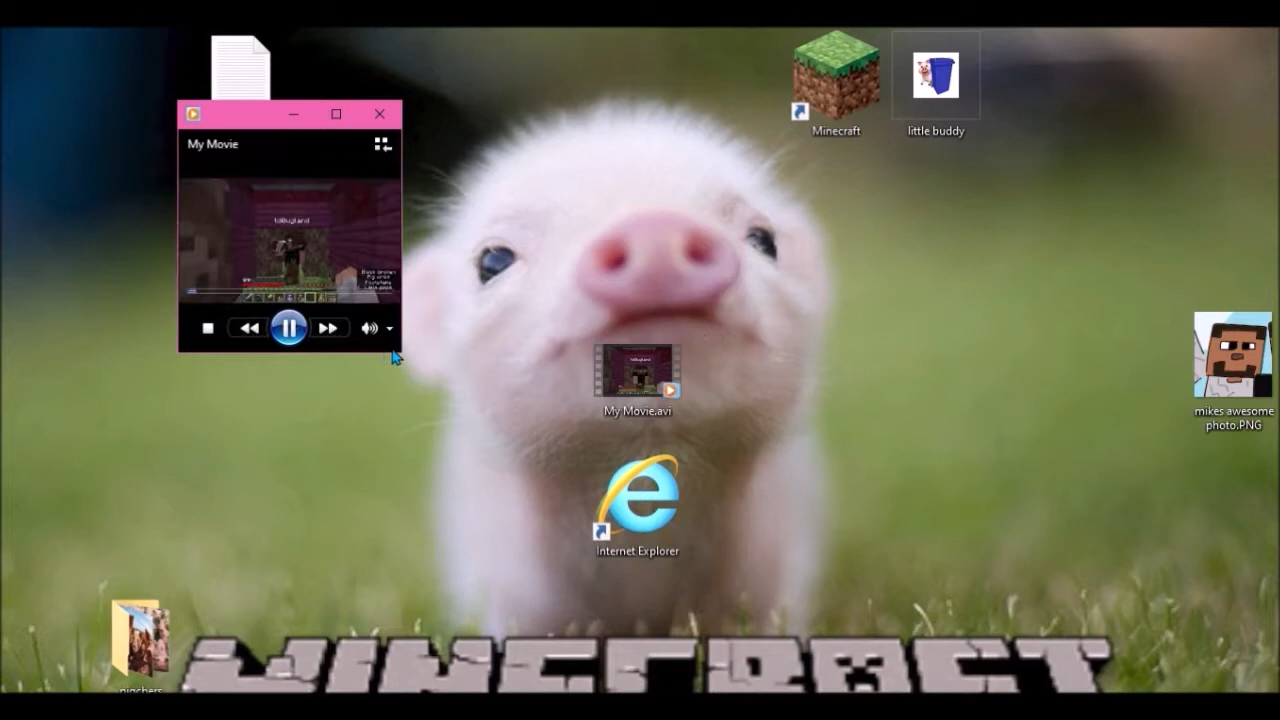 Minecraft
little buddy
My Movie
My Movie.avi
mikes awesome
photo.PNG
Internet Explorer
MINECRAFT